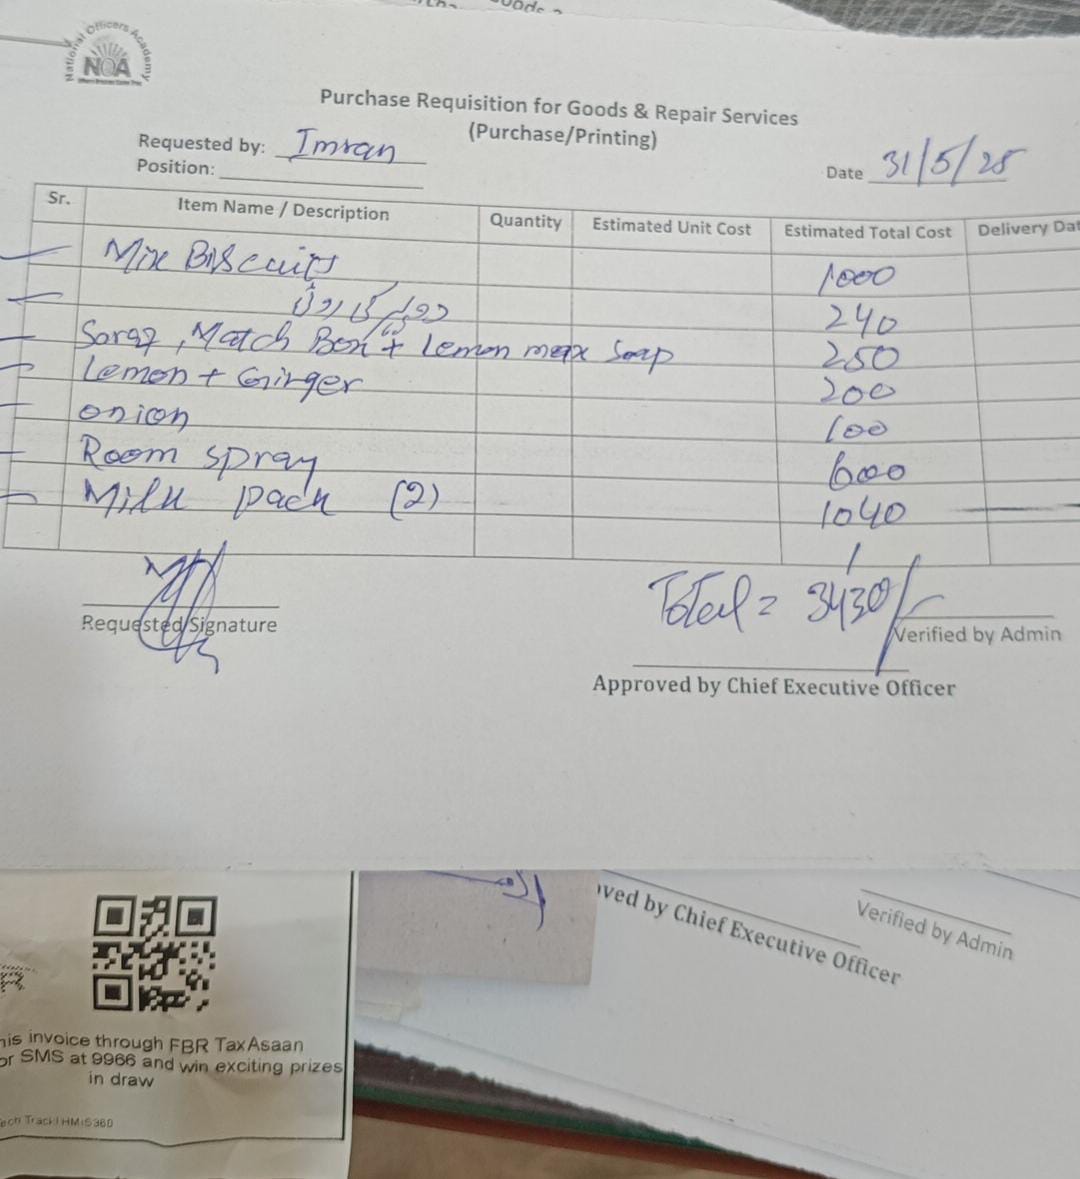 National Officers Academy
NOA
Purchase Requisition for Goods & Repair Services
(Purchase/Printing)
Requested by: Imran
Position:
Date 31/5/25
Sr. Item Name / Description Quantity Estimated Unit Cost Estimated Total Cost Delivery Dat
Mix Biscuits 1000
240
Match Box + Lemon max Soap 250
Lemon + Ginger 200
onion 100
Room spray 600
Milk pack (2) 1040
Total = 3430/-
Requested Signature
Verified by Admin
Approved by Chief Executive Officer
oved by Chief Executive Officer
Verified by Admin
his invoice through FBR TaxAsaan
or SMS at 9966 and win exciting prizes
in draw